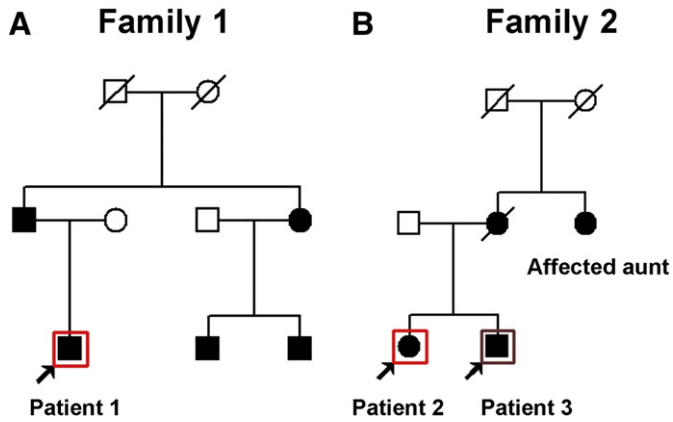 A Family 1
B Family 2
Affected aunt
Patient 1
Patient 2
Patient 3